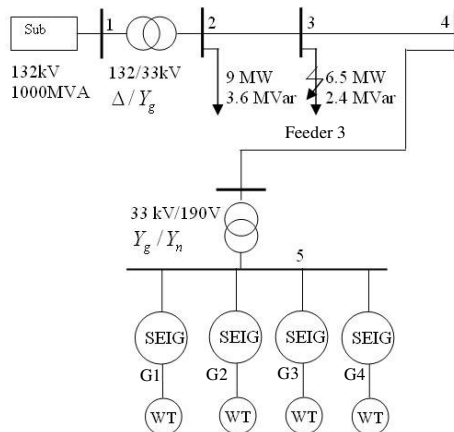 Sub
1
2
3
4
132kV
1000MVA
132/33kV
Δ / Yg
9 MW
3.6 MVar
6.5 MW
2.4 MVar
Feeder 3
33 kV/190V
Yg / Yn
5
SEIG
SEIG
SEIG
SEIG
G1
G2
G3
G4
WT
WT
WT
WT